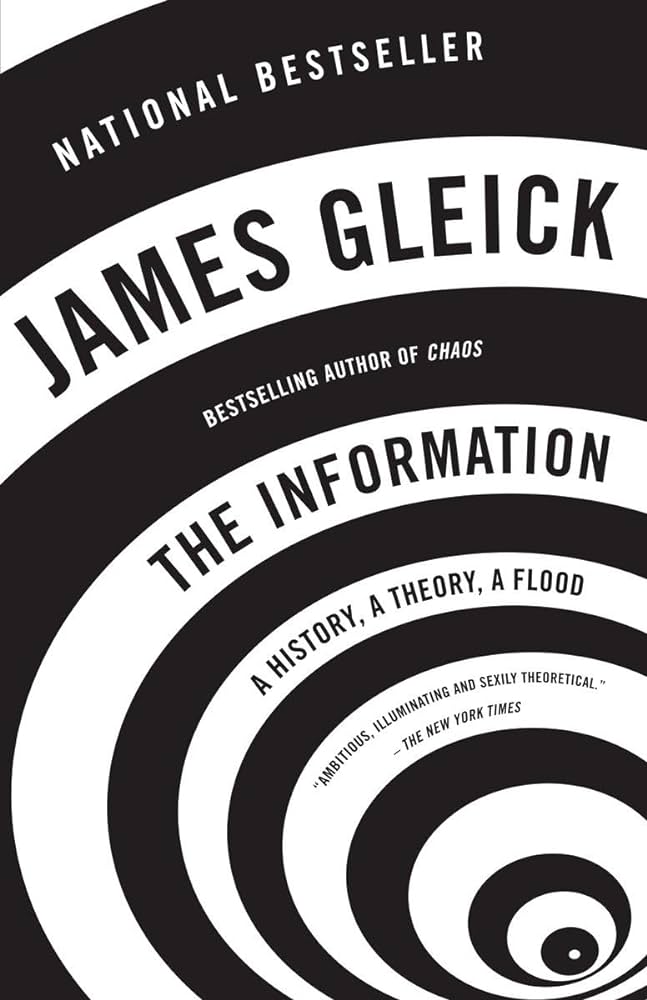 NATIONAL BESTSELLER
JAMES GLEICK
BESTSELLING AUTHOR OF CHAOS
THE INFORMATION
A HISTORY, A THEORY, A FLOOD
“AMBITIOUS, ILLUMINATING AND SEXILY THEORETICAL.”
– THE NEW YORK TIMES